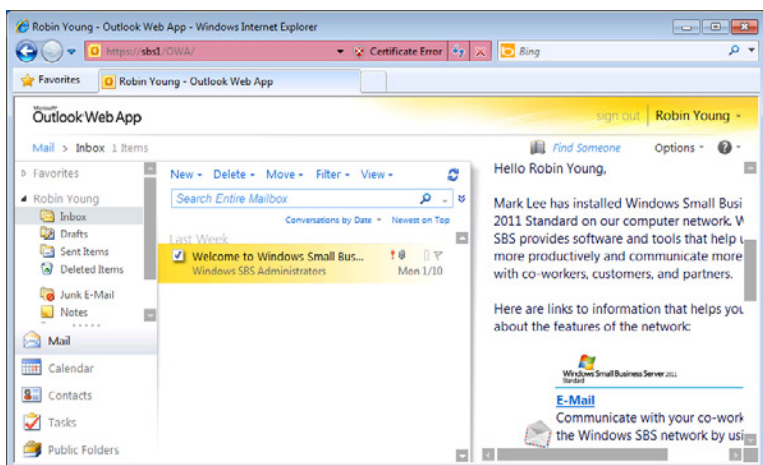 Robin Young - Outlook Web App - Windows Internet Explorer
https://sbs1/OWA/
Certificate Error
Bing
Favorites
Robin Young - Outlook Web App
Microsoft
Outlook Web App
sign out
Robin Young
Mail > Inbox 1 Items
Find Someone
Options
Favorites
Robin Young
Inbox
Drafts
Sent Items
Deleted Items
Junk E-Mail
Notes
Mail
Calendar
Contacts
Tasks
Public Folders
New
Delete
Move
Filter
View
Search Entire Mailbox
Conversations by Date
Newest on Top
Last Week
Welcome to Windows Small Bus...
Windows SBS Administrators
Mon 1/10
Hello Robin Young,
Mark Lee has installed Windows Small Busi
2011 Standard on our computer network. W
SBS provides software and tools that help u
more productively and communicate more
with co-workers, customers, and partners.
Here are links to information that helps you
about the features of the network:
Windows Small Business Server 2011
Standard
E-Mail
Communicate with your co-work
the Windows SBS network by usi